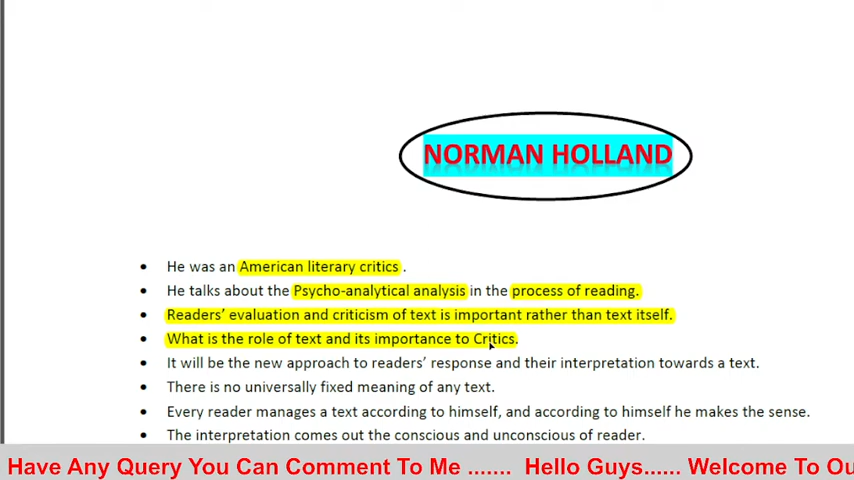 NORMAN HOLLAND
• He was an American literary critics .
• He talks about the Psycho-analytical analysis in the process of reading.
• Readers’ evaluation and criticism of text is important rather than text itself.
• What is the role of text and its importance to Critics.
• It will be the new approach to readers’ response and their interpretation towards a text.
• There is no universally fixed meaning of any text.
• Every reader manages a text according to himself, and according to himself he makes the sense.
• The interpretation comes out the conscious and unconscious of reader.
Have Any Query You Can Comment To Me ....... Hello Guys...... Welcome To Ou